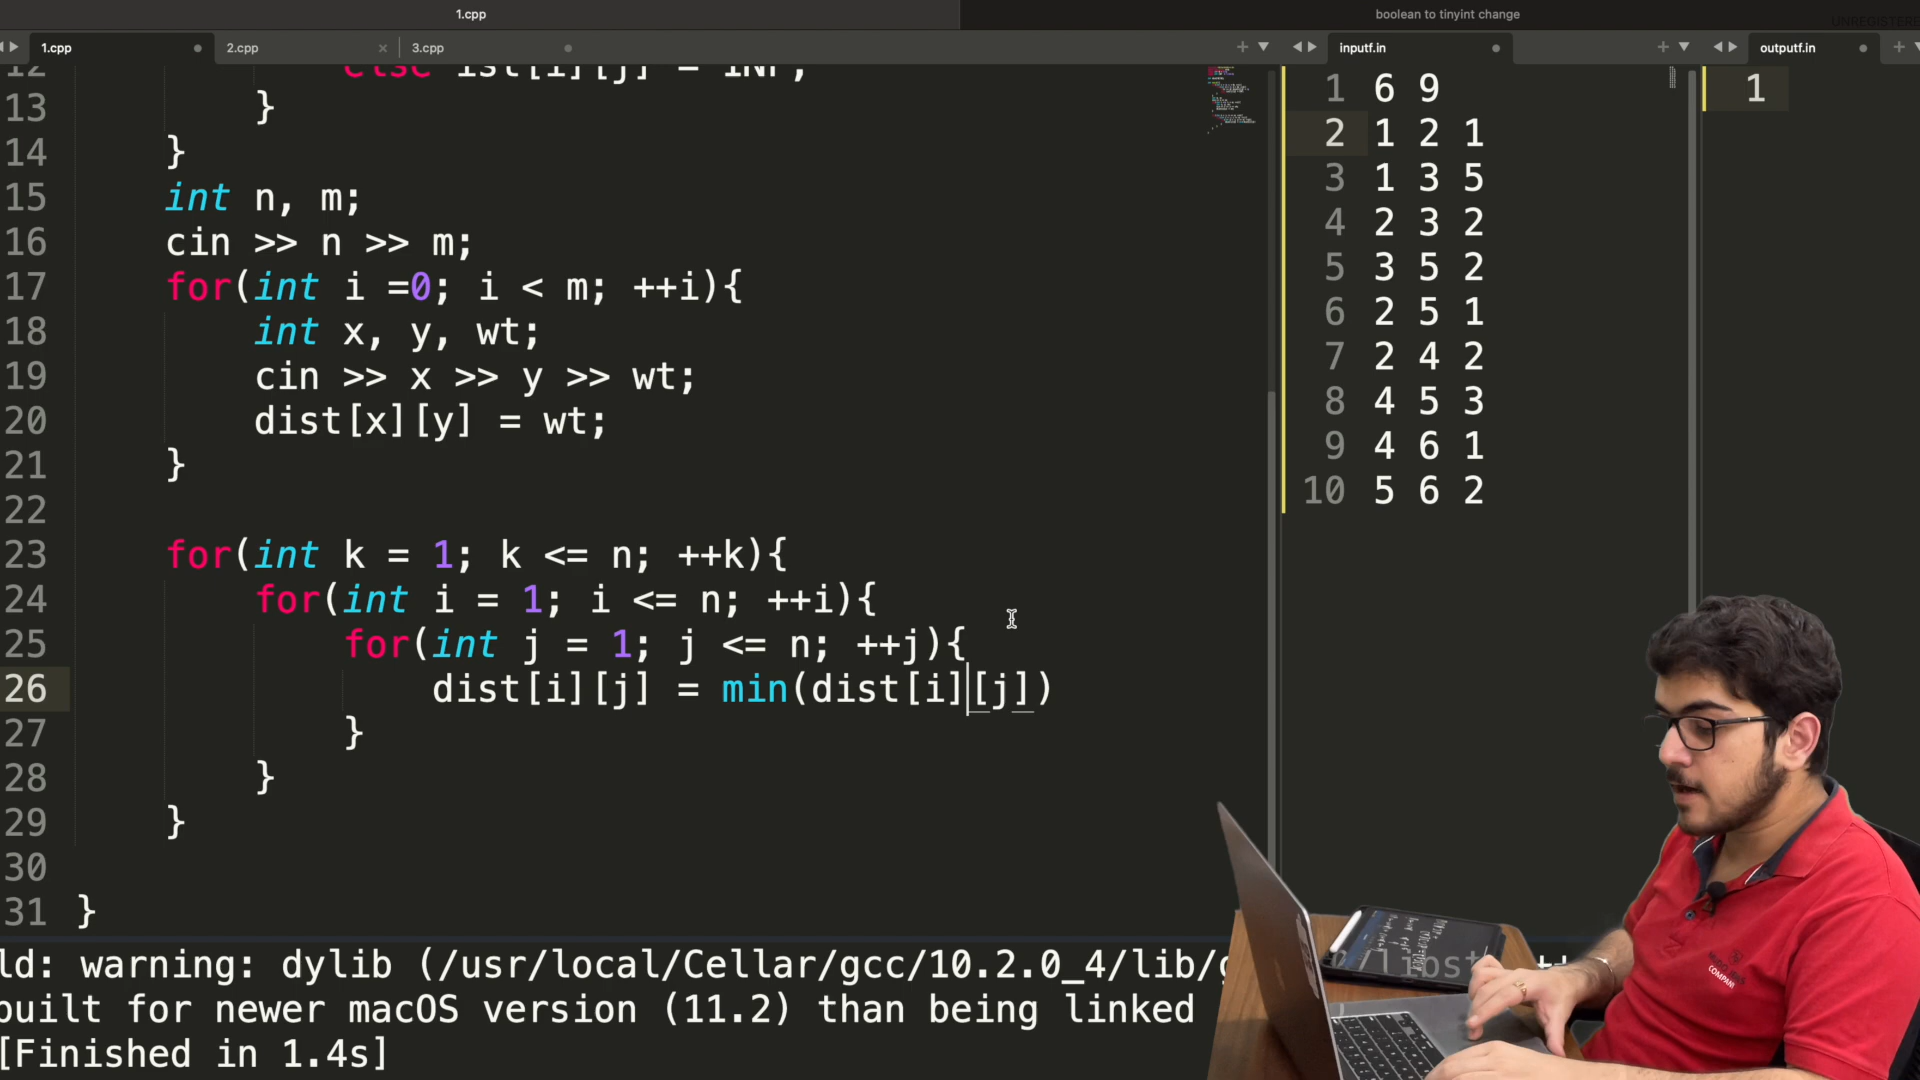 1.cpp
boolean to tinyint change
UNREGISTERE
1.cpp
2.cpp
3.cpp
inputf.in
outputf.in
12 else ist[i][j] = INF;
13 }
14 }
15 int n, m;
16 cin >> n >> m;
17 for(int i =0; i < m; ++i){
18 int x, y, wt;
19 cin >> x >> y >> wt;
20 dist[x][y] = wt;
21 }
22
23 for(int k = 1; k <= n; ++k){
24 for(int i = 1; i <= n; ++i){
25 for(int j = 1; j <= n; ++j){
26 dist[i][j] = min(dist[i][j])
27 }
28 }
29 }
30
31 }
1 6 9
2 1 2 1
3 1 3 5
4 2 3 2
5 3 5 2
6 2 5 1
7 2 4 2
8 4 5 3
9 4 6 1
10 5 6 2
1
ld: warning: dylib (/usr/local/Cellar/gcc/10.2.0_4/lib/g
built for newer macOS version (11.2) than being linked
[Finished in 1.4s]
COMPANY